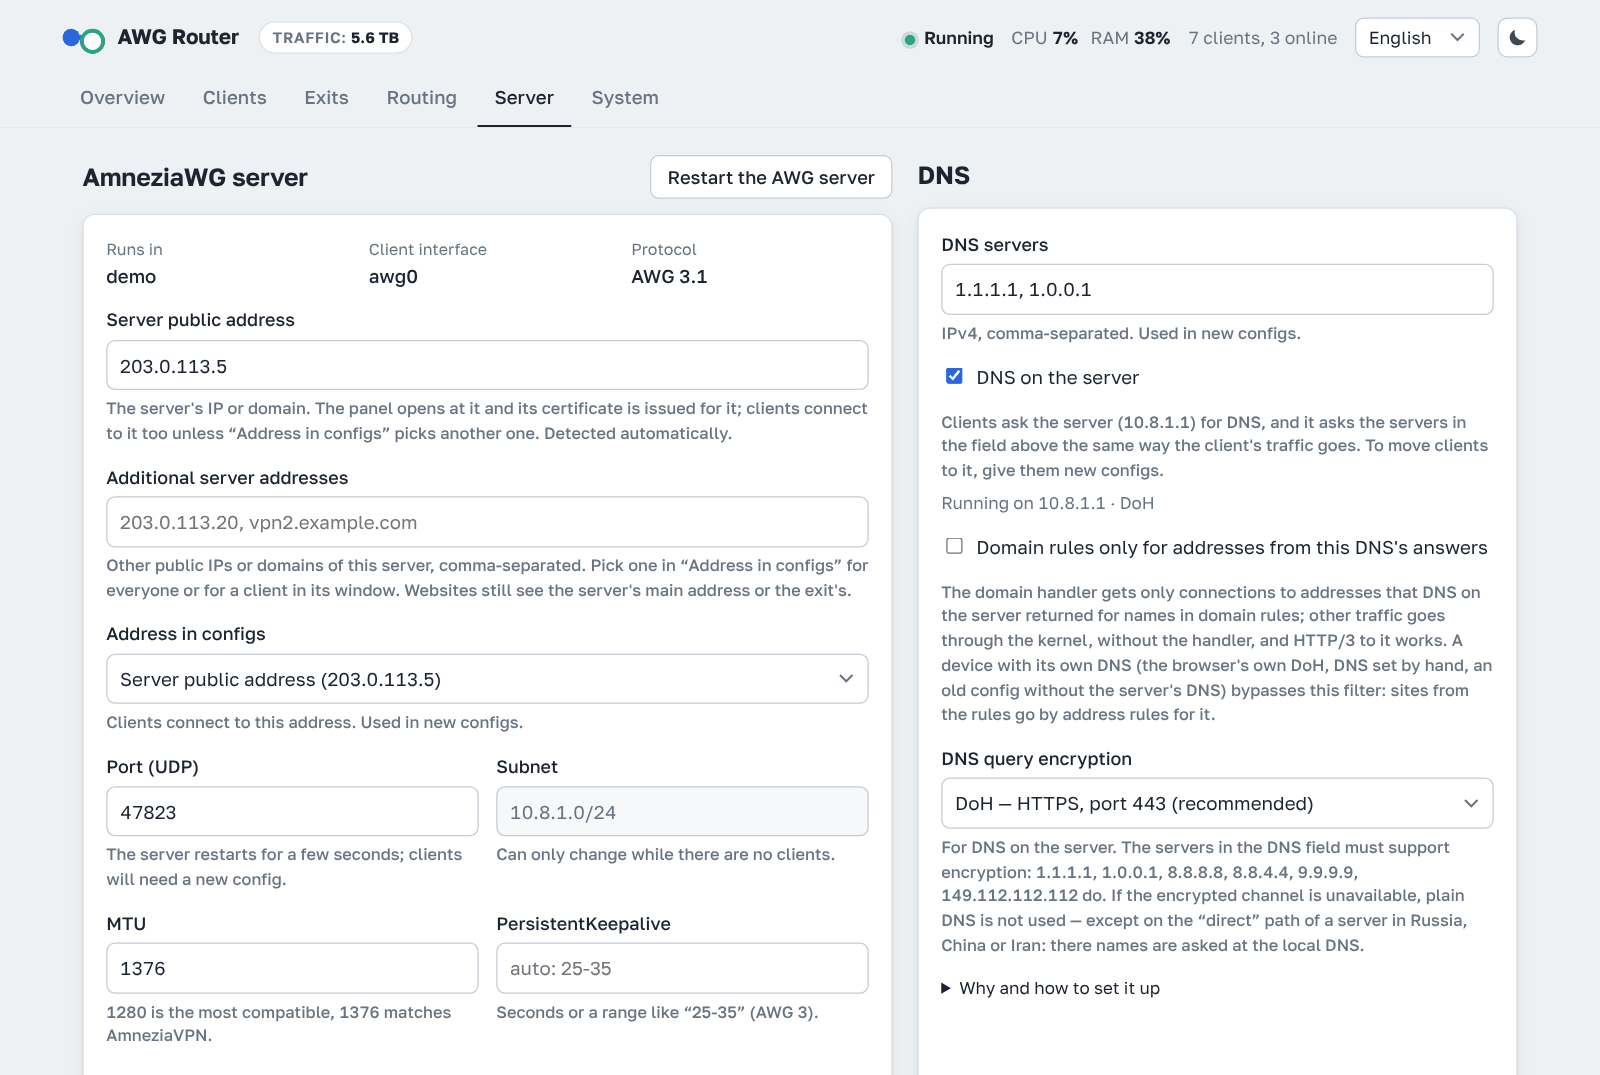 AWG Router
TRAFFIC: 5.6 TB
Running CPU 7% RAM 38% 7 clients, 3 online
English
Overview Clients Exits Routing Server System
AmneziaWG server
Restart the AWG server
Runs in Client interface Protocol
demo awg0 AWG 3.1
Server public address
203.0.113.5
The server's IP or domain. The panel opens at it and its certificate is issued for it; clients connect
to it too unless “Address in configs” picks another one. Detected automatically.
Additional server addresses
203.0.113.20, vpn2.example.com
Other public IPs or domains of this server, comma-separated. Pick one in “Address in configs” for
everyone or for a client in its window. Websites still see the server's main address or the exit's.
Address in configs
Server public address (203.0.113.5)
Clients connect to this address. Used in new configs.
Port (UDP)
47823
The server restarts for a few seconds; clients
will need a new config.
Subnet
10.8.1.0/24
Can only change while there are no clients.
MTU
1376
1280 is the most compatible, 1376 matches
AmneziaVPN.
PersistentKeepalive
auto: 25-35
Seconds or a range like “25-35” (AWG 3).
DNS
DNS servers
1.1.1.1, 1.0.0.1
IPv4, comma-separated. Used in new configs.
DNS on the server
Clients ask the server (10.8.1.1) for DNS, and it asks the servers in
the field above the same way the client's traffic goes. To move clients
to it, give them new configs.
Running on 10.8.1.1 · DoH
Domain rules only for addresses from this DNS's answers
The domain handler gets only connections to addresses that DNS on
the server returned for names in domain rules; other traffic goes
through the kernel, without the handler, and HTTP/3 to it works. A
device with its own DNS (the browser's own DoH, DNS set by hand, an
old config without the server's DNS) bypasses this filter: sites from
the rules go by address rules for it.
DNS query encryption
DoH — HTTPS, port 443 (recommended)
For DNS on the server. The servers in the DNS field must support
encryption: 1.1.1.1, 1.0.0.1, 8.8.8.8, 8.8.4.4, 9.9.9.9,
149.112.112.112 do. If the encrypted channel is unavailable, plain
DNS is not used — except on the “direct” path of a server in Russia,
China or Iran: there names are asked at the local DNS.
Why and how to set it up